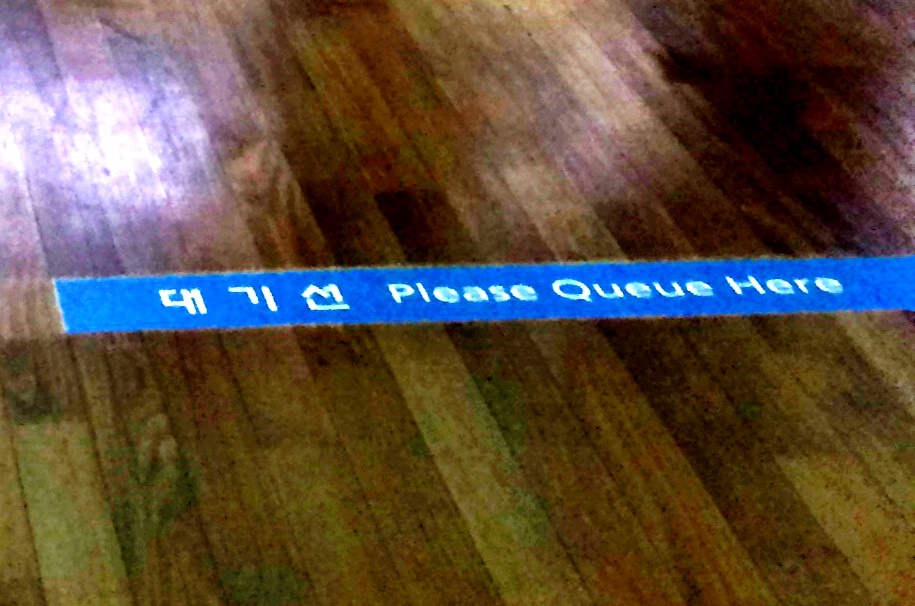 대 기 선 Please Queue Here